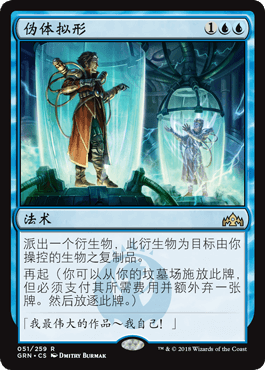 伪体拟形 1
法术
派出一个衍生物，此衍生物为目标由你
操控的生物之复制品。
再起（你可以从你的坟墓场施放此牌，
但必须支付其所需费用并额外弃一张
牌。然后放逐此牌。）
「我最伟大的作品～我自己！」
051/259 R
GRN • CS Dmitry Burmak
™ & © 2018 Wizards of the Coast